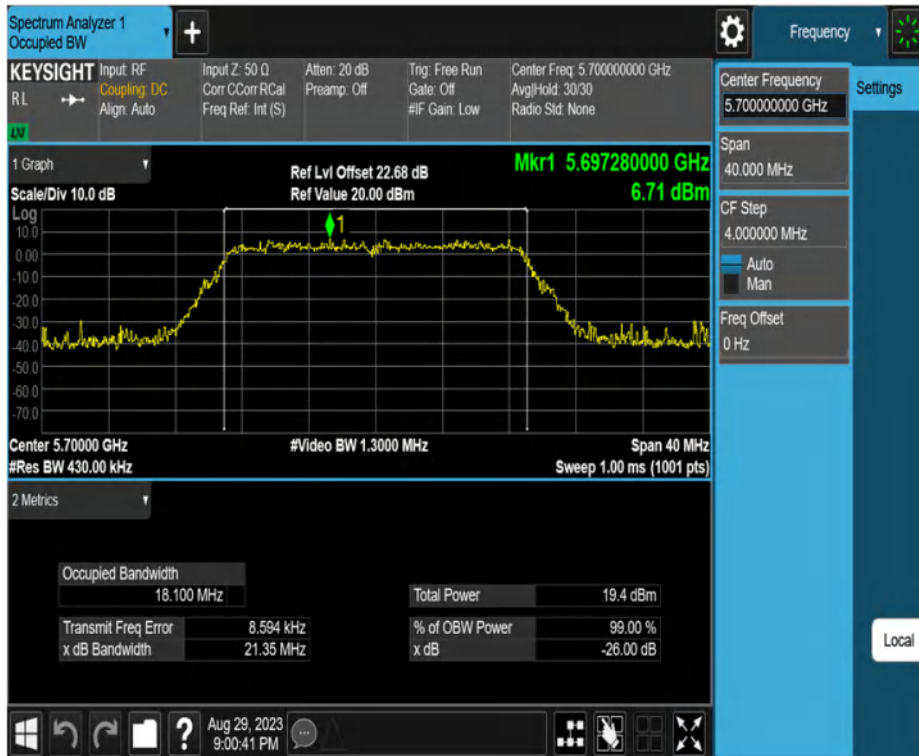 Spectrum Analyzer 1
Occupied BW
+
Frequency
KEYSIGHT
RL
LXI
Input: RF
Coupling: DC
Align: Auto
Input Z: 50 Ω
Corr CCorr RCal
Freq Ref: Int (S)
Atten: 20 dB
Preamp: Off
Trig: Free Run
Gate: Off
#IF Gain: Low
Center Freq: 5.700000000 GHz
Avg|Hold: 30/30
Radio Std: None
Center Frequency
5.700000000 GHz
Settings
Span
40.000 MHz
CF Step
4.000000 MHz
Auto
Man
Freq Offset
0 Hz
1 Graph
Scale/Div 10.0 dB
Ref Lvl Offset 22.68 dB
Ref Value 20.00 dBm
Mkr1 5.697280000 GHz
6.71 dBm
Log
10.0
0.00
-10.0
-20.0
-30.0
-40.0
-50.0
-60.0
-70.0
1
Center 5.70000 GHz
#Video BW 1.3000 MHz
Span 40 MHz
#Res BW 430.00 kHz
Sweep 1.00 ms (1001 pts)
2 Metrics
Occupied Bandwidth
18.100 MHz
Total Power 19.4 dBm
Transmit Freq Error 8.594 kHz
% of OBW Power 99.00 %
x dB Bandwidth 21.35 MHz
x dB -26.00 dB
Local
?
Aug 29, 2023
9:00:41 PM